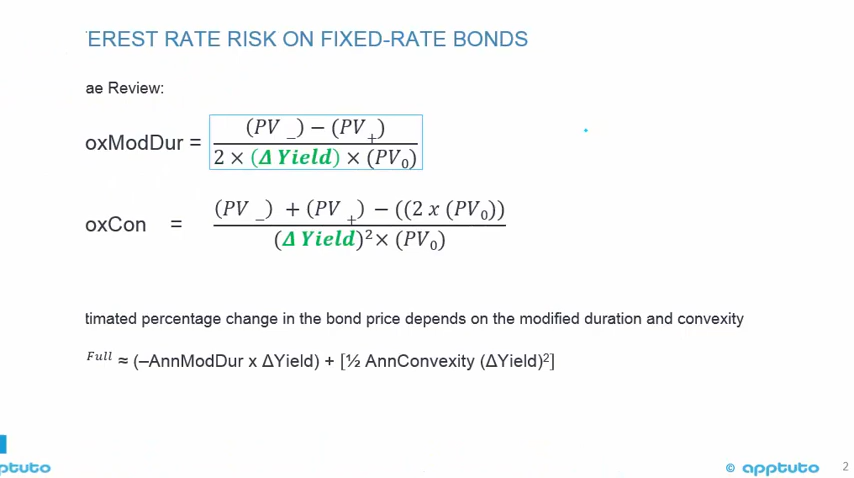 EREST RATE RISK ON FIXED-RATE BONDS
ae Review:
oxModDur = (PV_) − (PV+) / 2 × (Δ Yield) × (PV0)
oxCon = (PV_) + (PV+) − ((2 x (PV0)) / (Δ Yield)² × (PV0)
timated percentage change in the bond price depends on the modified duration and convexity
Full ≈ (–AnnModDur x ΔYield) + [½ AnnConvexity (ΔYield)²]
ptuto
© apptuto 2